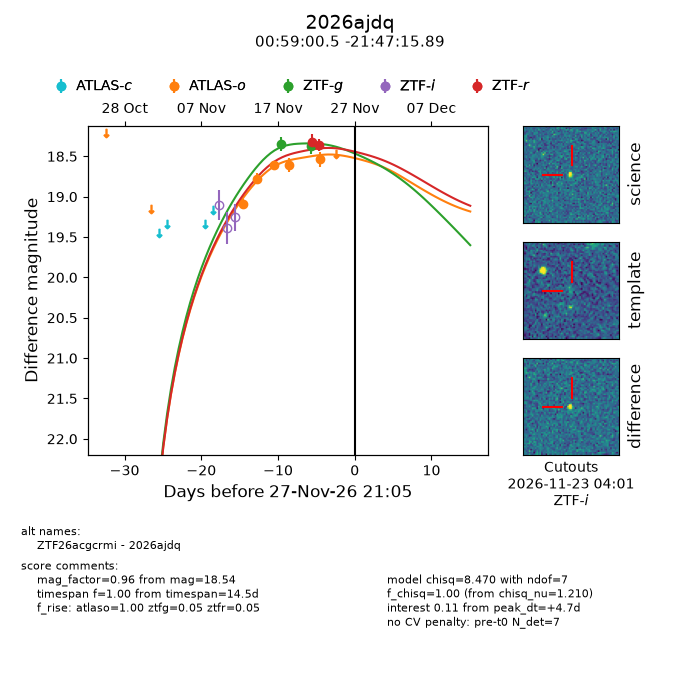 2026ajdq
00:59:00.5 -21:47:15.89
ATLAS-c
ATLAS-o
ZTF-g
ZTF-i
ZTF-r
28 Oct
07 Nov
17 Nov
27 Nov
07 Dec
18.5
19.0
19.5
20.0
20.5
21.0
21.5
22.0
Difference magnitude
−30
−20
−10
0
10
Days before 27-Nov-26 21:05
science
template
difference
Cutouts
2026-11-23 04:01
ZTF-i
alt names:
ZTF26acgcrmi - 2026ajdq
score comments:
mag_factor=0.96 from mag=18.54
timespan f=1.00 from timespan=14.5d
f_rise: atlaso=1.00 ztfg=0.05 ztfr=0.05
model chisq=8.470 with ndof=7
f_chisq=1.00 (from chisq_nu=1.210)
interest 0.11 from peak_dt=+4.7d
no CV penalty: pre-t0 N_det=7